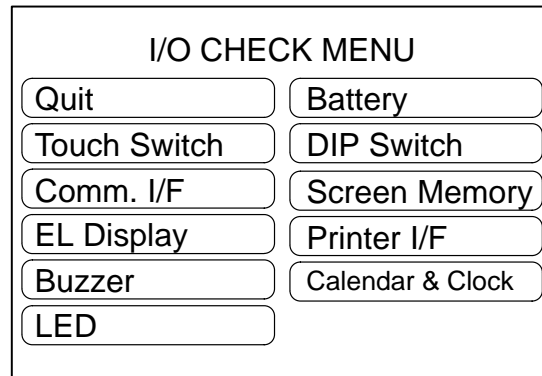 I/O CHECK MENU
Quit
Battery
Touch Switch
DIP Switch
Comm. I/F
Screen Memory
EL Display
Printer I/F
Buzzer
Calendar & Clock
LED